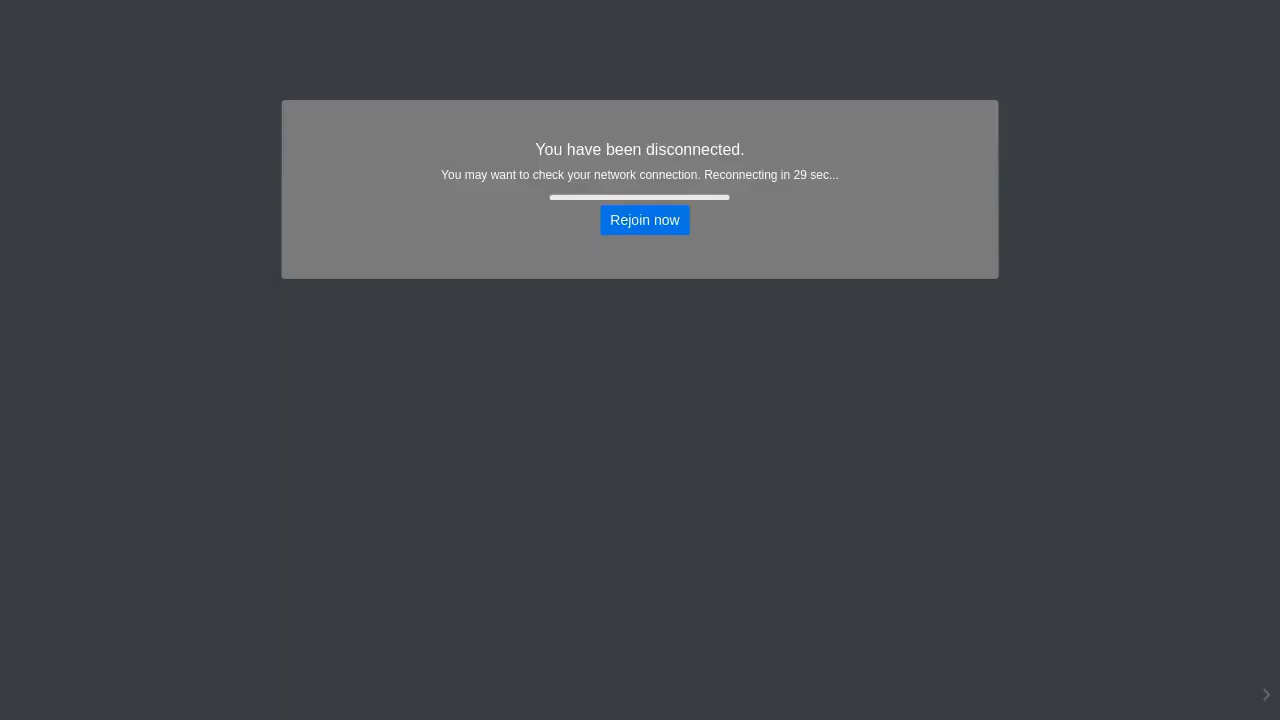 You have been disconnected.
You may want to check your network connection. Reconnecting in 29 sec...
Rejoin now